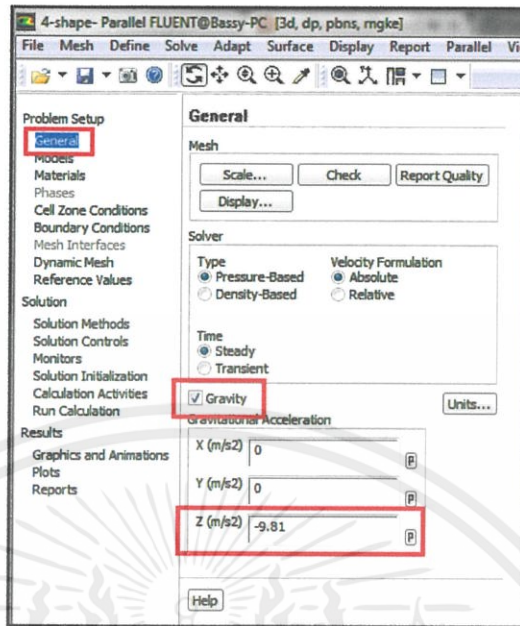 4-shape- Parallel FLUENT@Bassy-PC [3d, dp, pbns, rngke]
File Mesh Define Solve Adapt Surface Display Report Parallel Vi
Problem Setup
General
Models
Materials
Phases
Cell Zone Conditions
Boundary Conditions
Mesh Interfaces
Dynamic Mesh
Reference Values
Solution
Solution Methods
Solution Controls
Monitors
Solution Initialization
Calculation Activities
Run Calculation
Results
Graphics and Animations
Plots
Reports
General
Mesh
Scale... Check Report Quality
Display...
Solver
Type Velocity Formulation
Pressure-Based Absolute
Density-Based Relative
Time
Steady
Transient
Gravity Units...
Gravitational Acceleration
X (m/s2) 0 P
Y (m/s2) 0 P
Z (m/s2) -9.81 P
Help